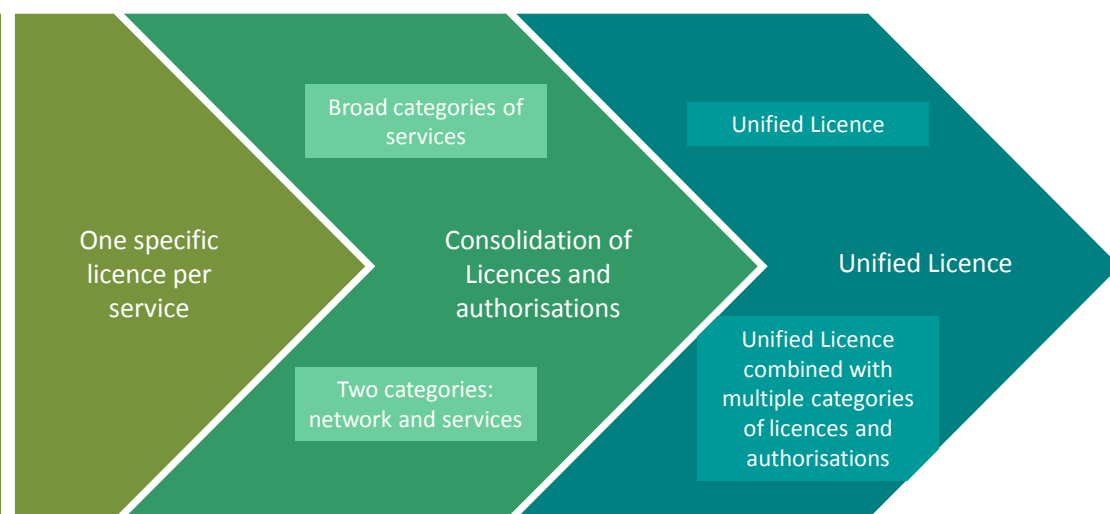 One specific
licence per
service
Broad categories of
services
Consolidation of
Licences and
authorisations
Two categories:
network and services
Unified Licence
Unified Licence
Unified Licence
combined with
multiple categories
of licences and
authorisations